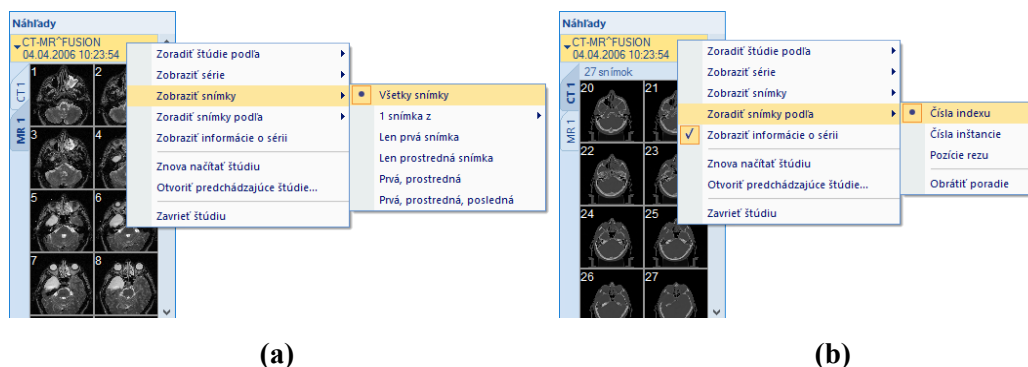 Náhľady
CT-MR^FUSION
04.04.2006 10:23:54
CT 1
MR 1
1
2
3
4
5
6
7
8
Zoradiť štúdie podľa
Zobraziť série
Zobraziť snímky
Zoradiť snímky podľa
Zobraziť informácie o sérii
Znova načítať štúdiu
Otvoriť predchádzajúce štúdie...
Zavrieť štúdiu
Všetky snímky
1 snímka z
Len prvá snímka
Len prostredná snímka
Prvá, prostredná
Prvá, prostredná, posledná
(a)
Náhľady
CT-MR^FUSION
04.04.2006 10:23:54
27 snímok
CT 1
MR 1
20
21
22
23
24
25
26
27
Zoradiť štúdie podľa
Zobraziť série
Zobraziť snímky
Zoradiť snímky podľa
Zobraziť informácie o sérii
Znova načítať štúdiu
Otvoriť predchádzajúce štúdie...
Zavrieť štúdiu
Čísla indexu
Čísla inštancie
Pozície rezu
Obrátiť poradie
(b)